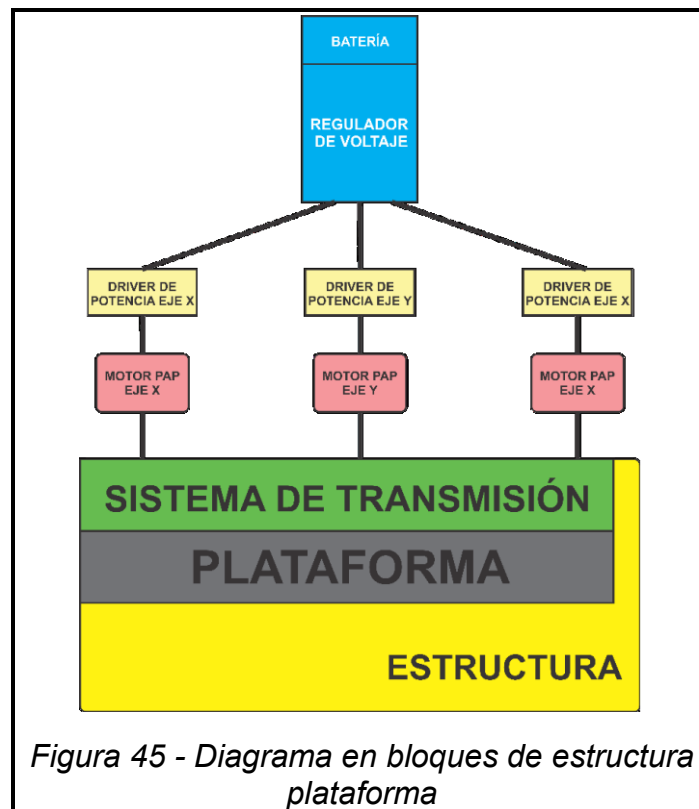 BATERÍA
REGULADOR
DE VOLTAJE
DRIVER DE
POTENCIA EJE X
DRIVER DE
POTENCIA EJE Y
DRIVER DE
POTENCIA EJE X
MOTOR PAP
EJE X
MOTOR PAP
EJE Y
MOTOR PAP
EJE X
SISTEMA DE TRANSMISIÓN
PLATAFORMA
ESTRUCTURA
Figura 45 - Diagrama en bloques de estructura
plataforma